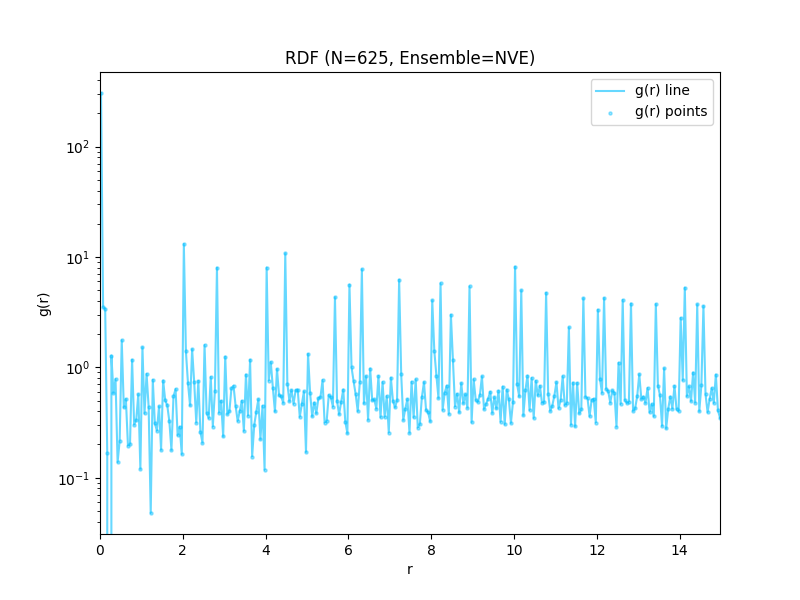 RDF (N=625, Ensemble=NVE)
g(r) line
g(r) points
10²
10¹
10⁰
10⁻¹
g(r)
0 2 4 6 8 10 12 14
r